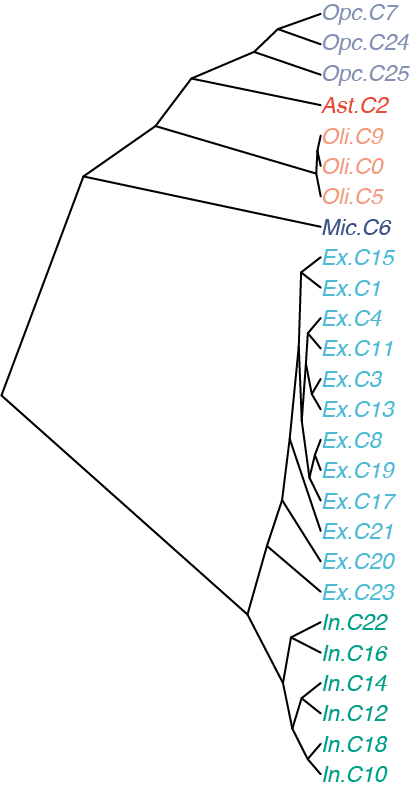 Opc.C7
Opc.C24
Opc.C25
Ast.C2
Oli.C9
Oli.C0
Oli.C5
Mic.C6
Ex.C15
Ex.C1
Ex.C4
Ex.C11
Ex.C3
Ex.C13
Ex.C8
Ex.C19
Ex.C17
Ex.C21
Ex.C20
Ex.C23
In.C22
In.C16
In.C14
In.C12
In.C18
In.C10